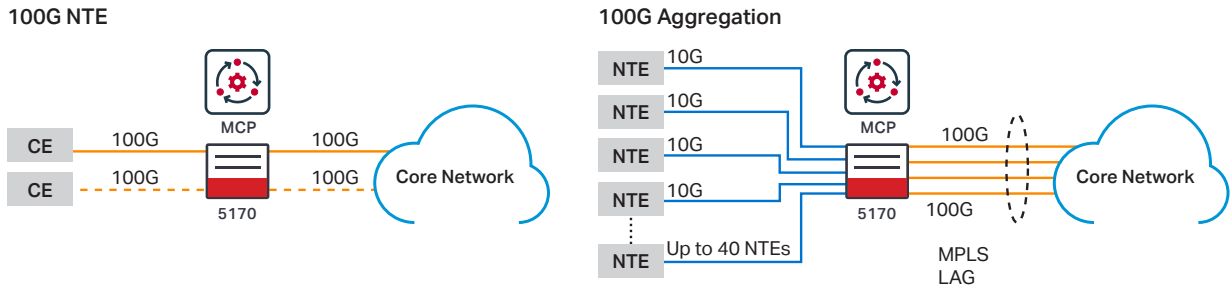 100G NTE
MCP
CE
100G
100G
CE
100G
100G
5170
Core Network
100G Aggregation
NTE
10G
NTE
10G
NTE
10G
NTE
10G
NTE
Up to 40 NTEs
MCP
5170
100G
100G
Core Network
MPLS
LAG